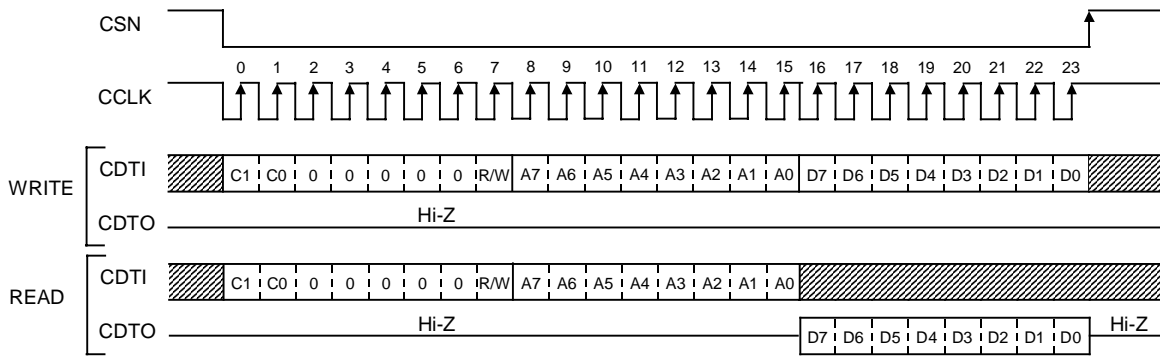 CSN
0 1 2 3 4 5 6 7 8 9 10 11 12 13 14 15 16 17 18 19 20 21 22 23
CCLK
WRITE
CDTI C1 C0 0 0 0 0 0 R/W A7 A6 A5 A4 A3 A2 A1 A0 D7 D6 D5 D4 D3 D2 D1 D0
CDTO Hi-Z
READ
CDTI C1 C0 0 0 0 0 0 R/W A7 A6 A5 A4 A3 A2 A1 A0
CDTO Hi-Z D7 D6 D5 D4 D3 D2 D1 D0 Hi-Z